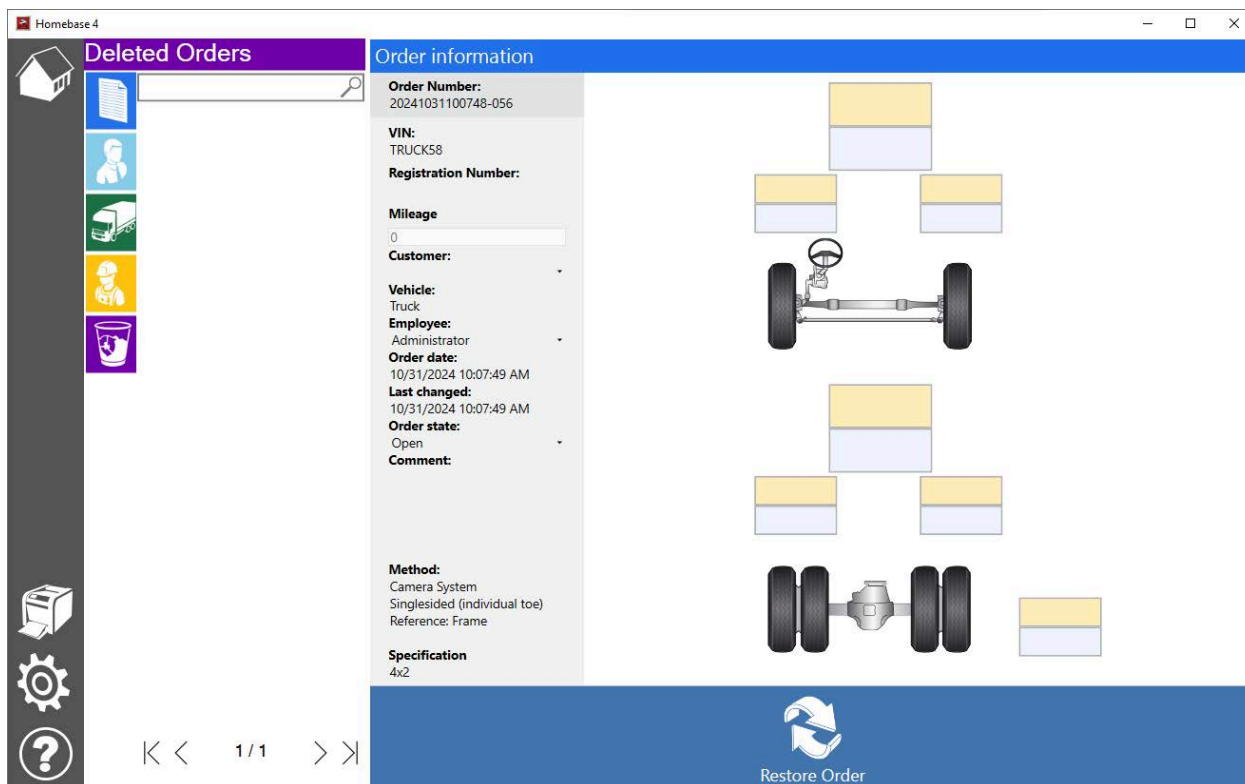 Homebase 4
Deleted Orders
Order information
Order Number:
20241031100748-056
VIN:
TRUCK58
Registration Number:
Mileage
0
Customer:
Vehicle:
Truck
Employee:
Administrator
Order date:
10/31/2024 10:07:49 AM
Last changed:
10/31/2024 10:07:49 AM
Order state:
Open
Comment:
Method:
Camera System
Singlesided (individual toe)
Reference: Frame
Specification
4x2
1 / 1
Restore Order